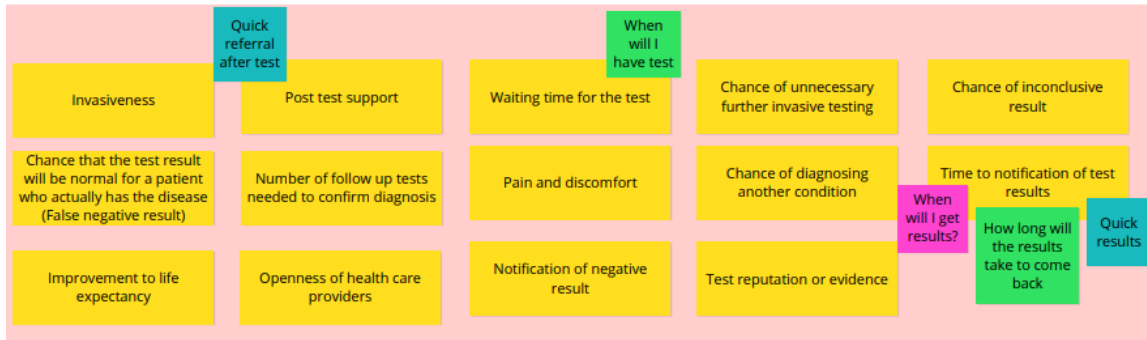 Quick
referral
after test
When
will I
have test
Invasiveness
Post test support
Waiting time for the test
Chance of unnecessary
further invasive testing
Chance of inconclusive
result
Chance that the test result
will be normal for a patient
who actually has the disease
(False negative result)
Number of follow up tests
needed to confirm diagnosis
Pain and discomfort
Chance of diagnosing
another condition
Time to notification of test
results
When
will I get
results?
How long will
the results
take to come
back
Quick
results
Improvement to life
expectancy
Openness of health care
providers
Notification of negative
result
Test reputation or evidence